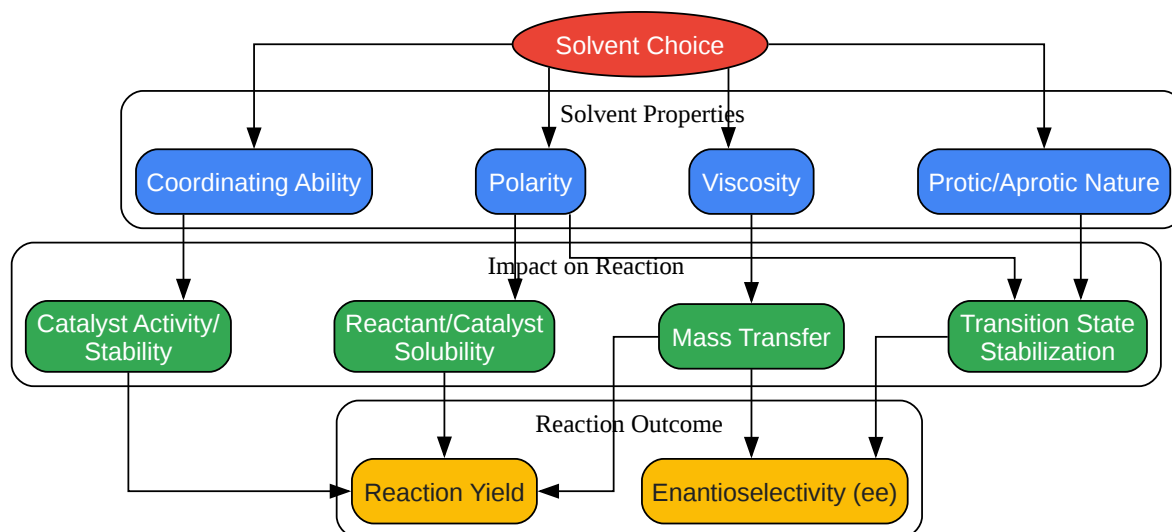 Solvent Choice
Solvent Properties
Coordinating Ability
Polarity
Viscosity
Protic/Aprotic Nature
Impact on Reaction
Catalyst Activity/
Stability
Reactant/Catalyst
Solubility
Mass Transfer
Transition State
Stabilization
Reaction Outcome
Reaction Yield
Enantioselectivity (ee)